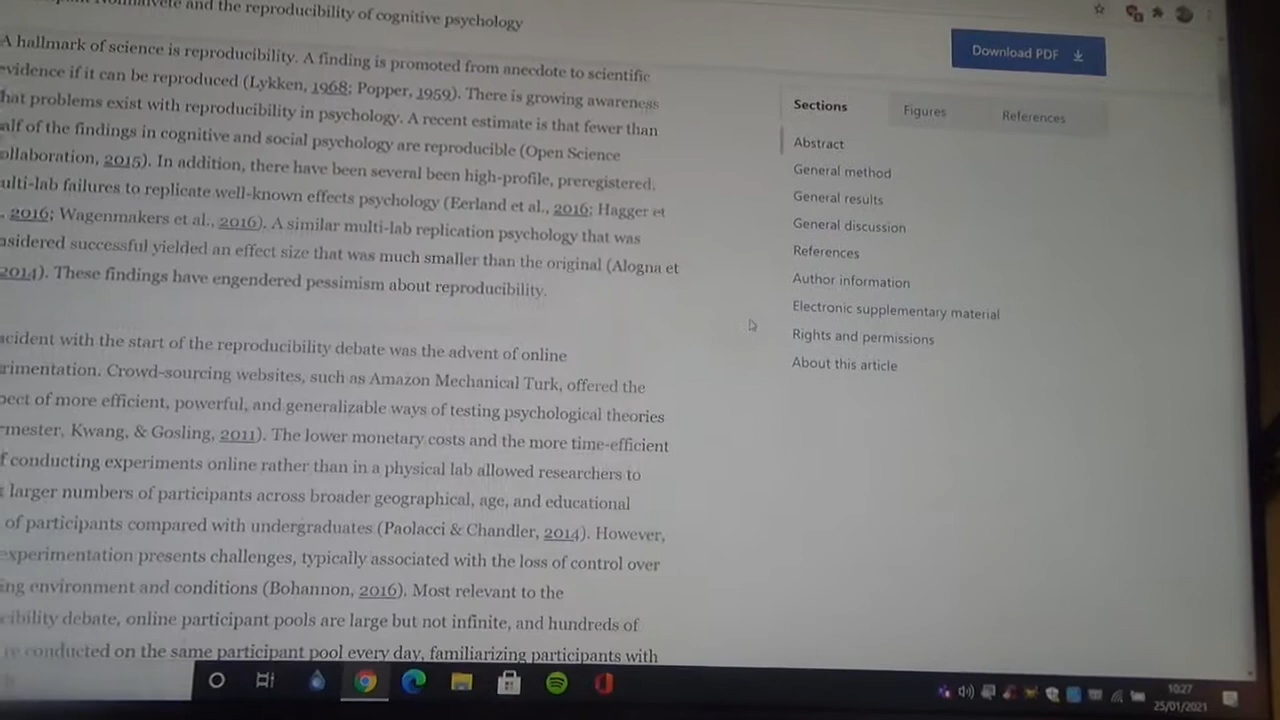 and the reproducibility of cognitive psychology
A hallmark of science is reproducibility. A finding is promoted from anecdote to scientific
evidence if it can be reproduced (Lykken, 1968; Popper, 1959). There is growing awareness
hat problems exist with reproducibility in psychology. A recent estimate is that fewer than
alf of the findings in cognitive and social psychology are reproducible (Open Science
ollaboration, 2015). In addition, there have been several been high-profile, preregistered,
ulti-lab failures to replicate well-known effects psychology (Eerland et al., 2016; Hagger et
, 2016; Wagenmakers et al., 2016). A similar multi-lab replication psychology that was
nsidered successful yielded an effect size that was much smaller than the original (Alogna et
2014). These findings have engendered pessimism about reproducibility.
ncident with the start of the reproducibility debate was the advent of online
rimentation. Crowd-sourcing websites, such as Amazon Mechanical Turk, offered the
pect of more efficient, powerful, and generalizable ways of testing psychological theories
rmester, Kwang, & Gosling, 2011). The lower monetary costs and the more time-efficient
f conducting experiments online rather than in a physical lab allowed researchers to
t larger numbers of participants across broader geographical, age, and educational
of participants compared with undergraduates (Paolacci & Chandler, 2014). However,
experimentation presents challenges, typically associated with the loss of control over
ing environment and conditions (Bohannon, 2016). Most relevant to the
cibility debate, online participant pools are large but not infinite, and hundreds of
re conducted on the same participant pool every day, familiarizing participants with
Download PDF
Sections Figures References
Abstract
General method
General results
General discussion
References
Author information
Electronic supplementary material
Rights and permissions
About this article
10:27
25/01/2021